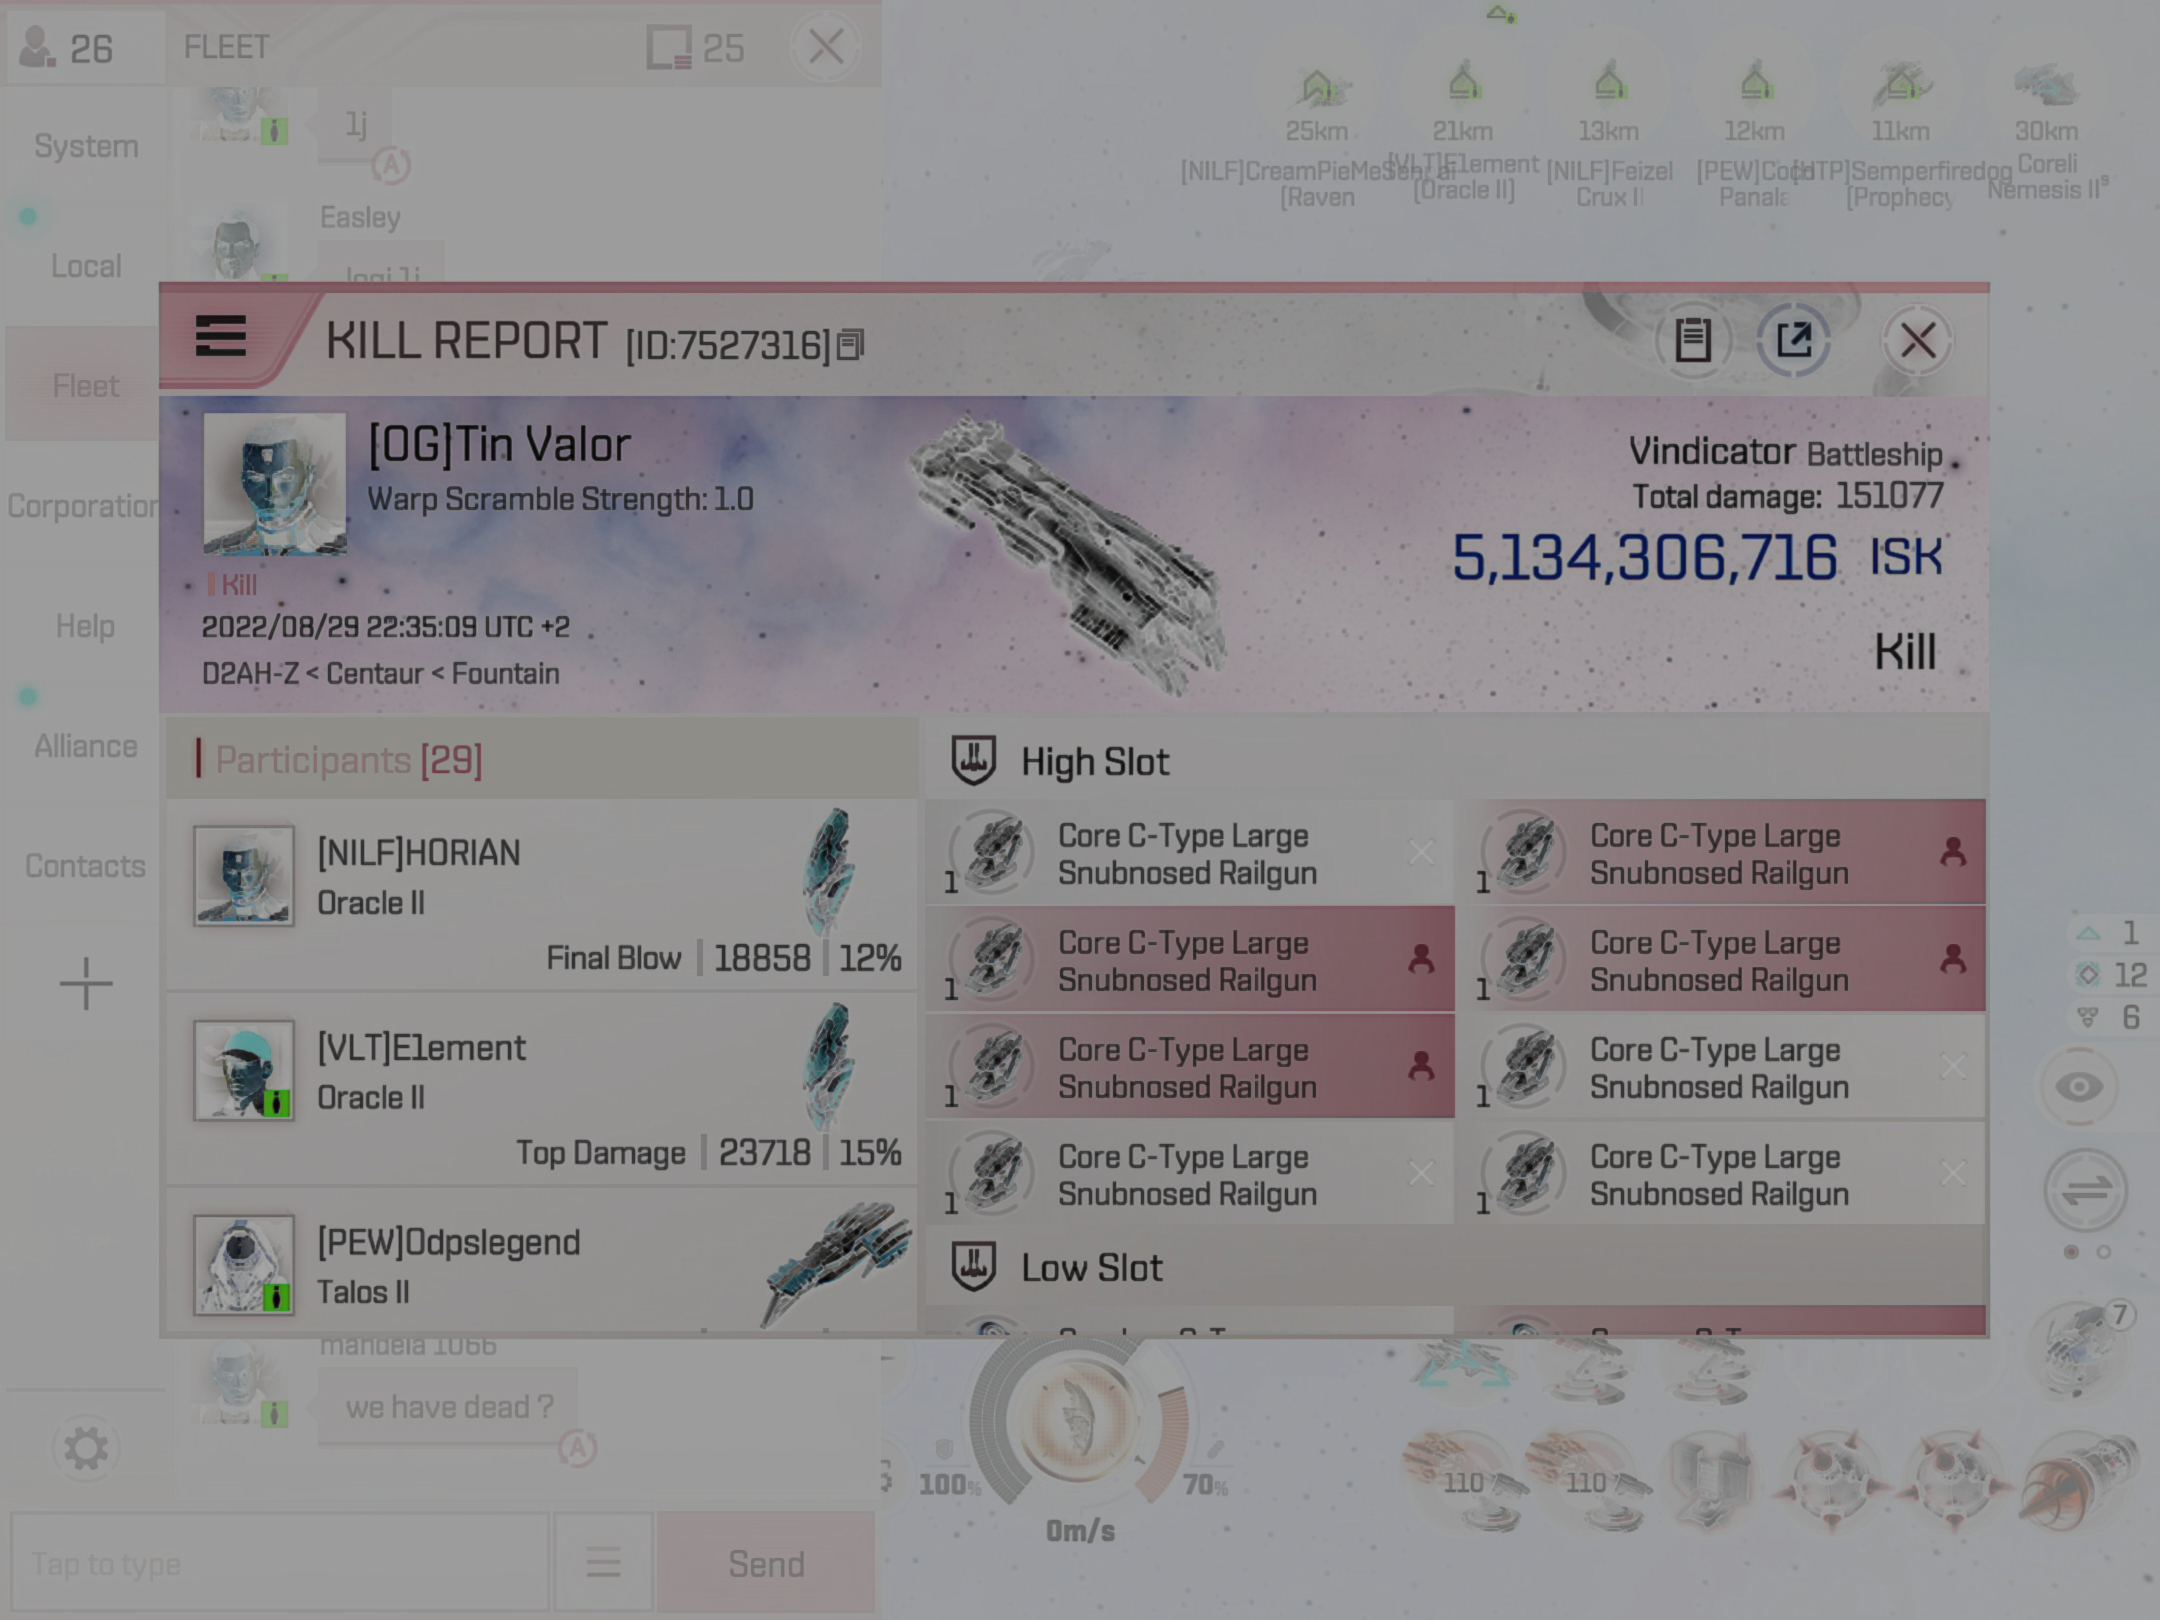 26
FLEET
25
System
Local
Fleet
Corporation
Help
Alliance
Contacts
1j
Easley
logi 1j
25km
21km
13km
12km
11km
30km
[VLT]Element
(Oracle II)
[NILF]Feizel
Crux II
[HTP]Semperfiredog
(Prophecy
Coreli
Nemesis II s
(Raven
KILL REPORT [ID:7527316]
[OG]Tin Valor
Warp Scramble Strength: 1.0
Kill
2022/08/29 22:35:09 UTC +2
D2AH-Z < Centaur < Fountain
Vindicator Battleship
Total damage: 151077
5,134,306,716 ISK
Kill
Participants [29]
[NILF]HORIAN
Oracle II
Final Blow | 18858 | 12%
[VLT]Element
Oracle II
Top Damage | 23718 | 15%
[PEW]Odpslegend
Talos II
High Slot
1 Core C-Type Large
Snubnosed Railgun
1 Core C-Type Large
Snubnosed Railgun
1 Core C-Type Large
Snubnosed Railgun
1 Core C-Type Large
Snubnosed Railgun
1 Core C-Type Large
Snubnosed Railgun
1 Core C-Type Large
Snubnosed Railgun
1 Core C-Type Large
Snubnosed Railgun
1 Core C-Type Large
Snubnosed Railgun
Low Slot
1
12
6
7
mandela 1066
we have dead ?
100%
70%
0m/s
110
110
Tap to type
Send